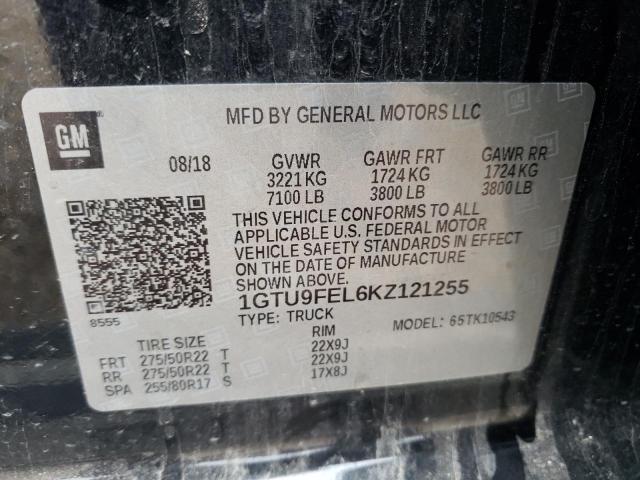 GM
MFD BY GENERAL MOTORS LLC
08/18 GVWR GAWR FRT GAWR RR
3221 KG 1724 KG 1724 KG
7100 LB 3800 LB 3800 LB
THIS VEHICLE CONFORMS TO ALL
APPLICABLE U.S. FEDERAL MOTOR
VEHICLE SAFETY STANDARDS IN EFFECT
ON THE DATE OF MANUFACTURE
SHOWN ABOVE.
1GTU9FEL6KZ121255
8555
TYPE: TRUCK MODEL: 65TK10543
TIRE SIZE RIM
FRT 275/50R22 T 22X9J
RR 275/50R22 T 22X9J
SPA 255/80R17 S 17X8J